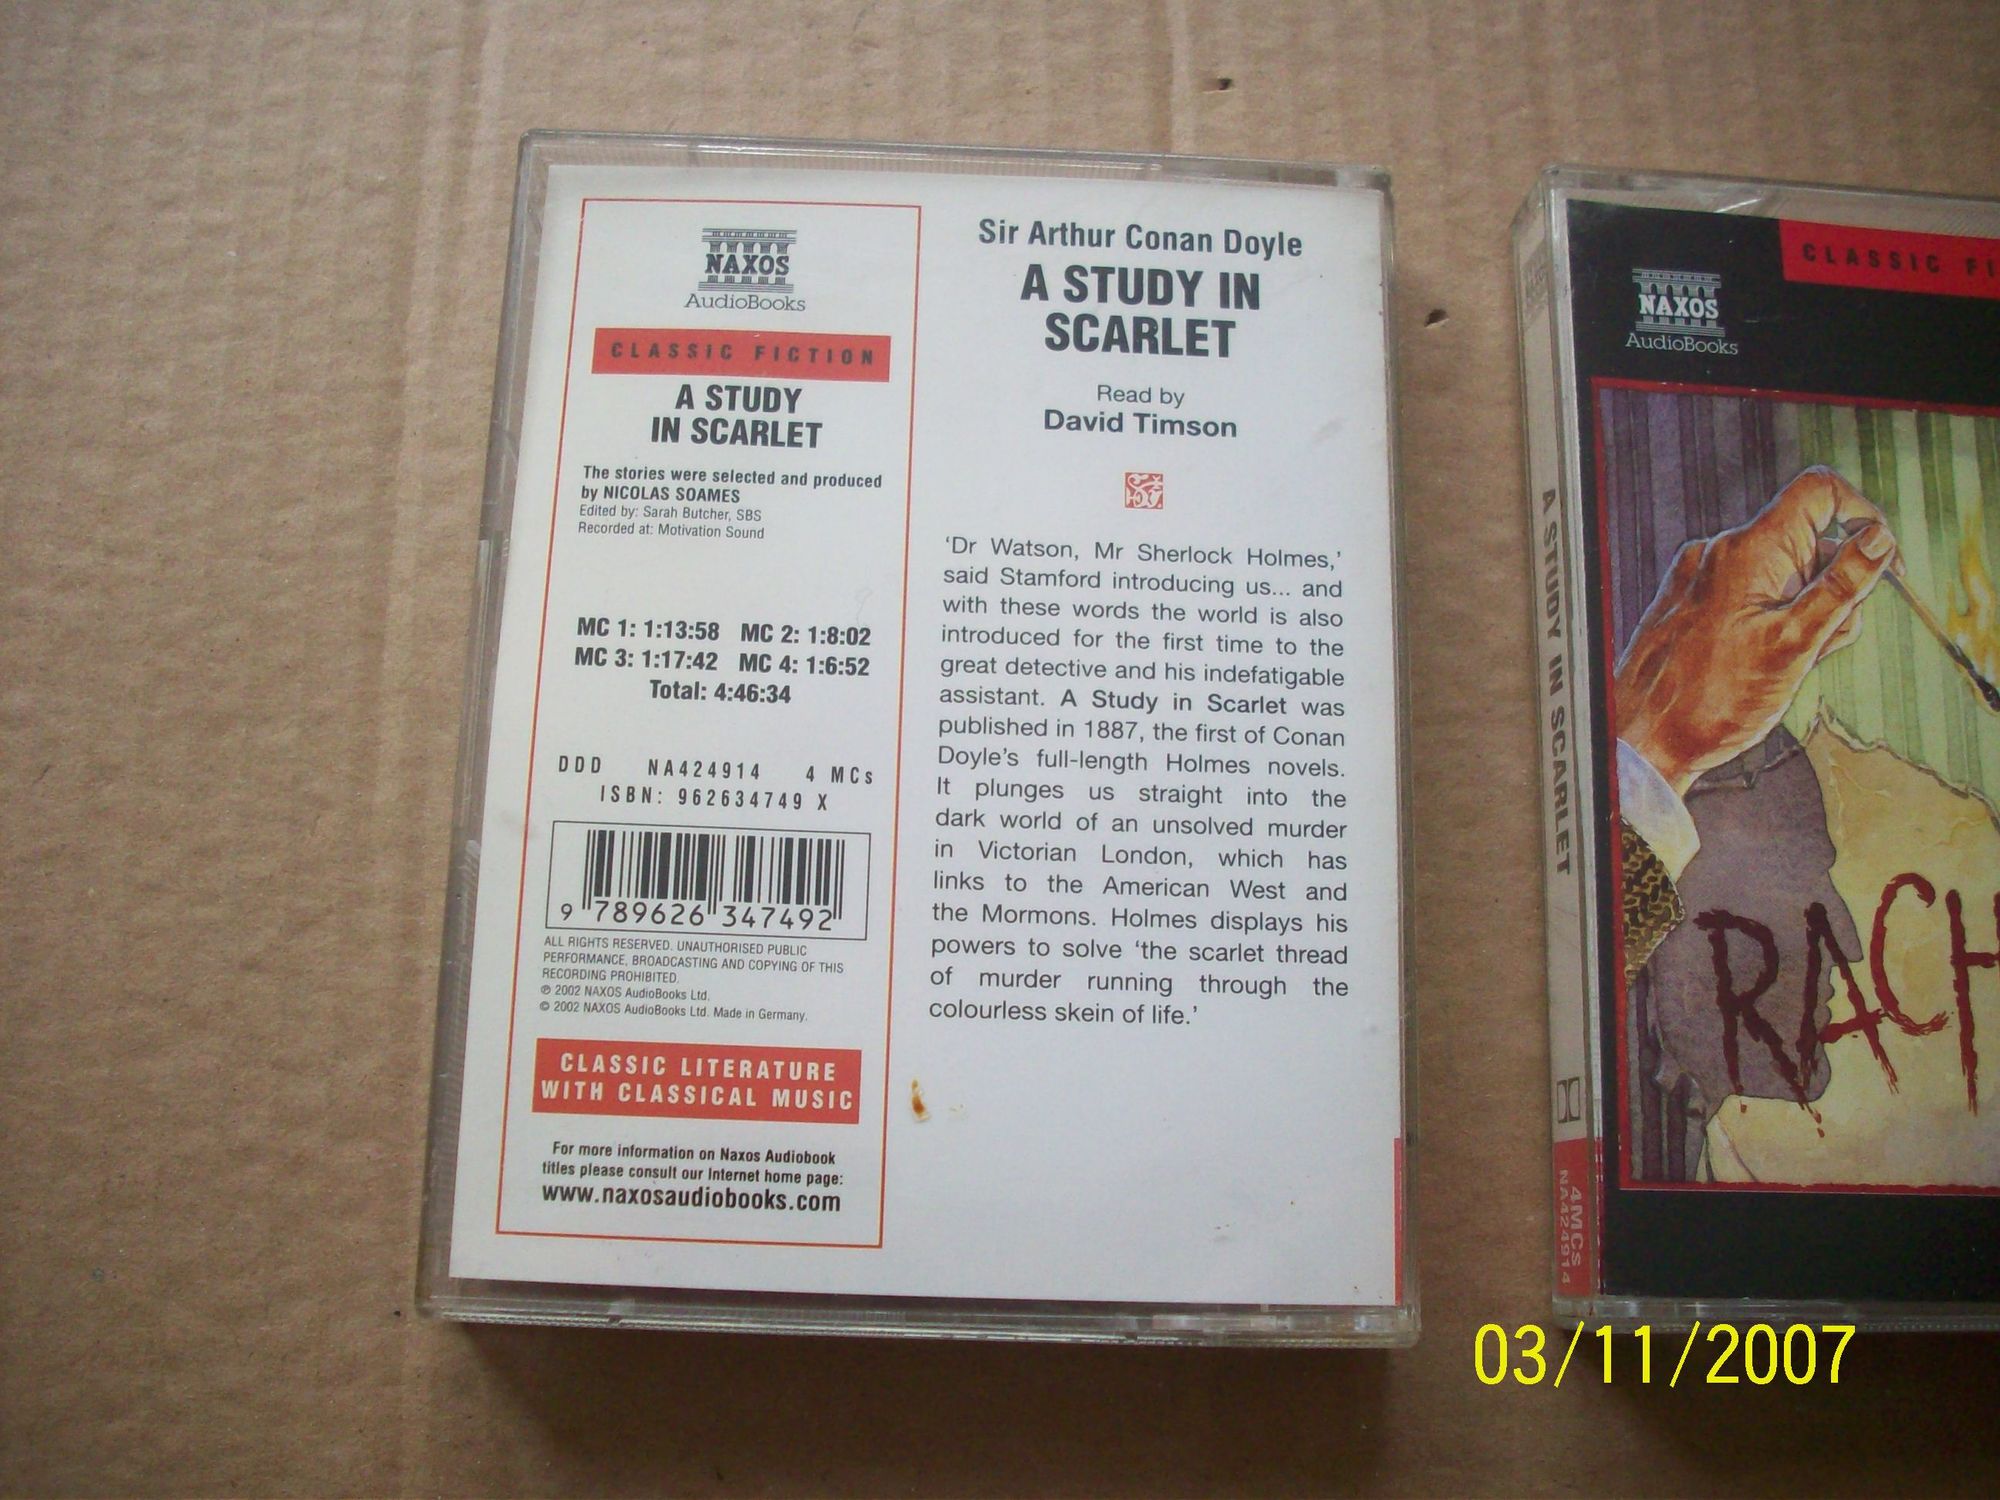 NAXOS
AudioBooks
CLASSIC FICTION
A STUDY
IN SCARLET
The stories were selected and produced
by NICOLAS SOAMES
Edited by: Sarah Butcher, SBS
Recorded at: Motivation Sound
MC 1: 1:13:58 MC 2: 1:8:02
MC 3: 1:17:42 MC 4: 1:6:52
Total: 4:46:34
DDD NA424914 4 MCs
ISBN: 962634749 X
9 789626 347492
ALL RIGHTS RESERVED. UNAUTHORISED PUBLIC
PERFORMANCE, BROADCASTING AND COPYING OF THIS
RECORDING PROHIBITED.
℗ 2002 NAXOS AudioBooks Ltd.
© 2002 NAXOS AudioBooks Ltd. Made in Germany.
CLASSIC LITERATURE
WITH CLASSICAL MUSIC
For more information on Naxos Audiobook
titles please consult our Internet home page:
www.naxosaudiobooks.com
Sir Arthur Conan Doyle
A STUDY IN
SCARLET
Read by
David Timson
‘Dr Watson, Mr Sherlock Holmes,’
said Stamford introducing us... and
with these words the world is also
introduced for the first time to the
great detective and his indefatigable
assistant. A Study in Scarlet was
published in 1887, the first of Conan
Doyle’s full-length Holmes novels.
It plunges us straight into the
dark world of an unsolved murder
in Victorian London, which has
links to the American West and
the Mormons. Holmes displays his
powers to solve ‘the scarlet thread
of murder running through the
colourless skein of life.’
A STUDY IN SCARLET
4MCs
NA424914
CLASSIC FI
NAXOS
AudioBooks
RACH
03/11/2007